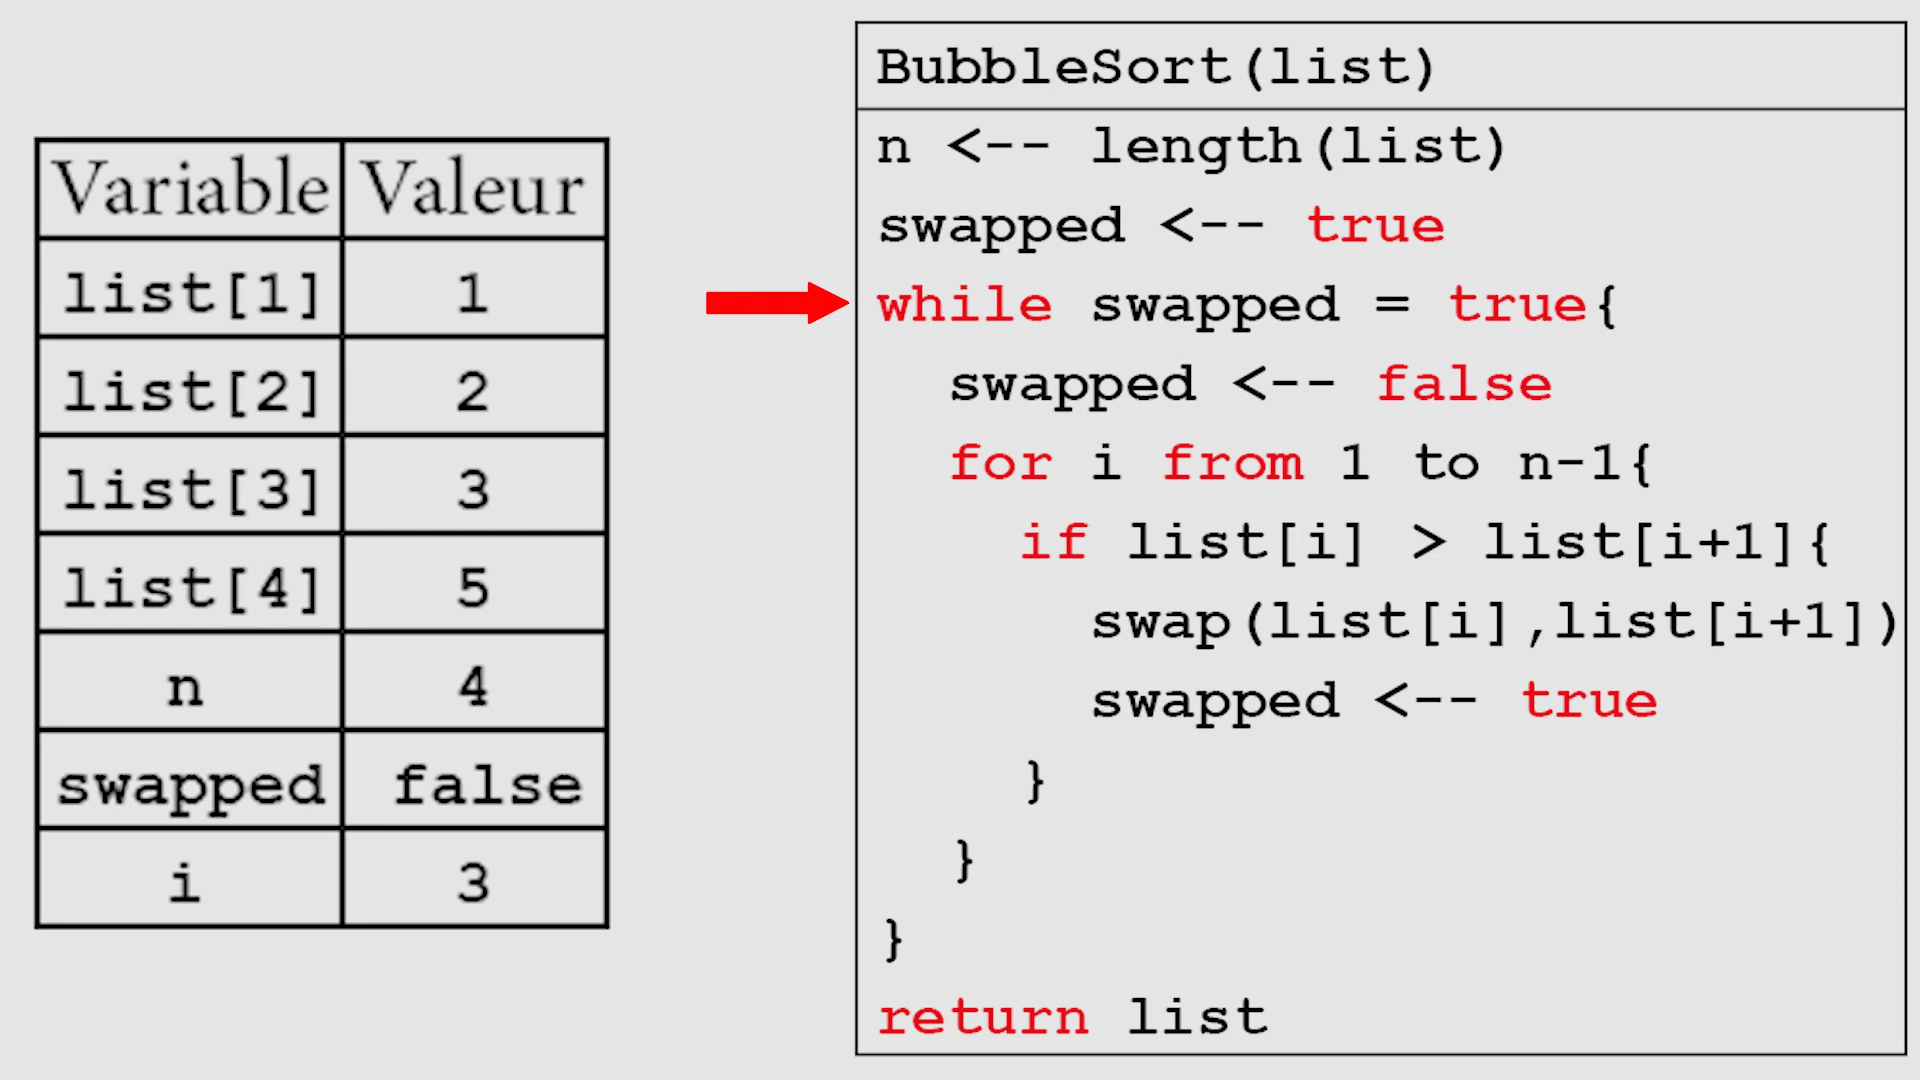 Variable Valeur
list[1] 1
list[2] 2
list[3] 3
list[4] 5
n 4
swapped false
i 3
BubbleSort(list)
n <-- length(list)
swapped <-- true
while swapped = true{
swapped <-- false
for i from 1 to n-1{
if list[i] > list[i+1]{
swap(list[i],list[i+1])
swapped <-- true
}
}
}
return list